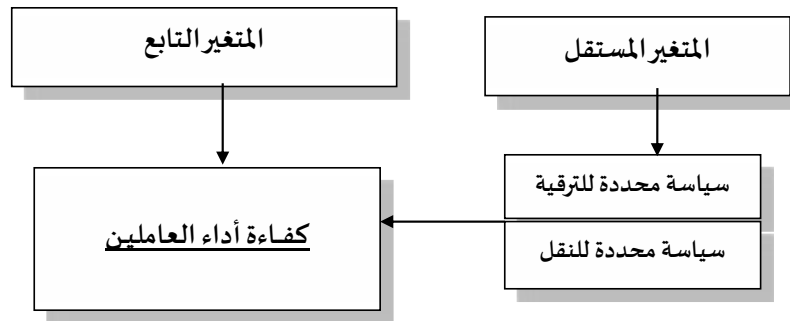 المتغير المستقل
المتغير التابع
سياسة محددة للترقية
سياسة محددة للنقل
كفاءة أداء العاملين